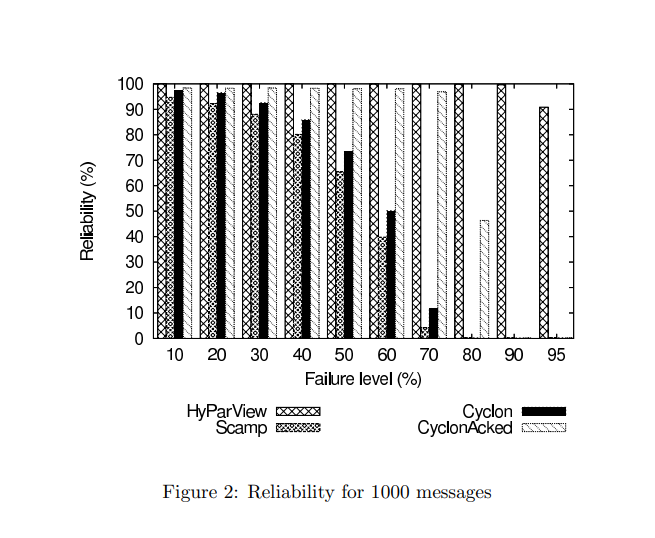 100
90
80
70
60
50
40
30
20
10
0
Reliability (%)
10 20 30 40 50 60 70 80 90 95
Failure level (%)
HyParView Cyclon
Scamp CyclonAcked
Figure 2: Reliability for 1000 messages